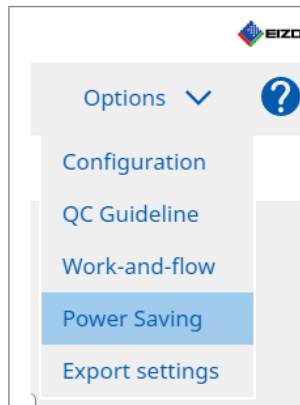 EIZO
Options
Configuration
QC Guideline
Work-and-flow
Power Saving
Export settings